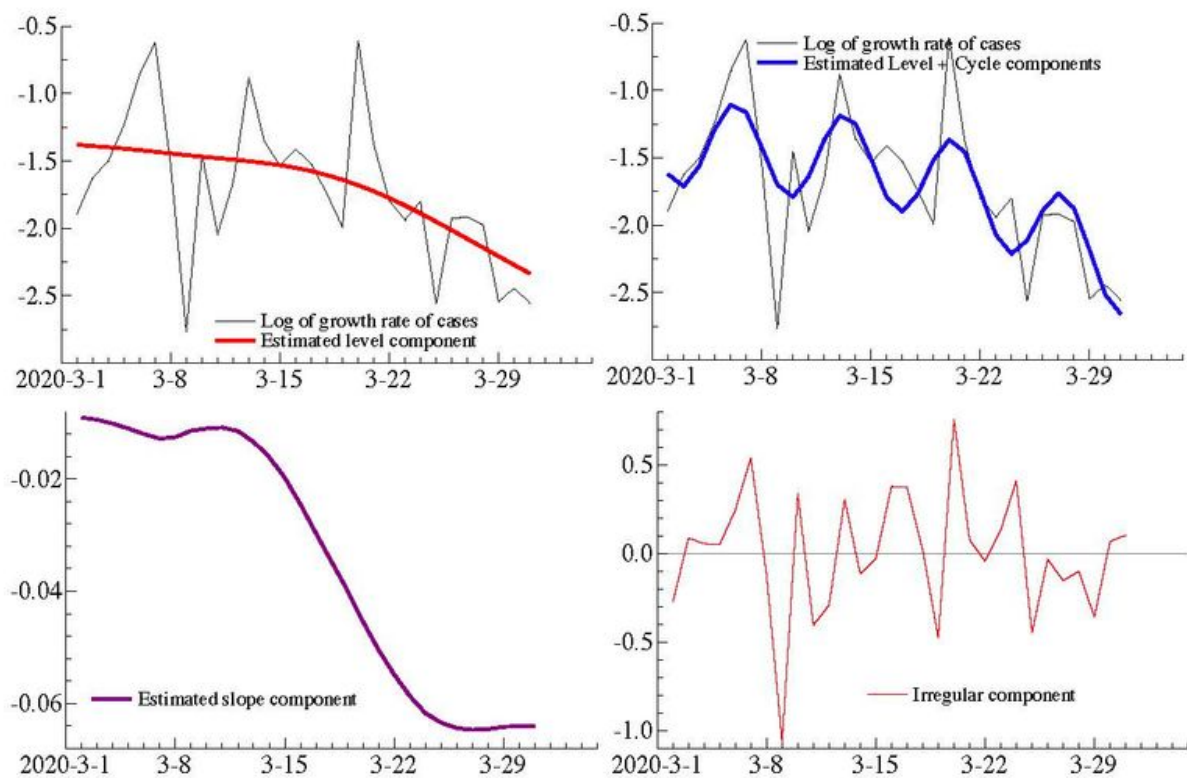 -0.5
Log of growth rate of cases
Estimated level component
-1.0
-1.5
-2.0
-2.5
2020-3-1 3-8 3-15 3-22 3-29
-0.5
Log of growth rate of cases
Estimated Level + Cycle components
-1.0
-1.5
-2.0
-2.5
2020-3-1 3-8 3-15 3-22 3-29
-0.02
-0.04
-0.06
Estimated slope component
2020-3-1 3-8 3-15 3-22 3-29
0.5
0.0
-0.5
-1.0
Irregular component
2020-3-1 3-8 3-15 3-22 3-29